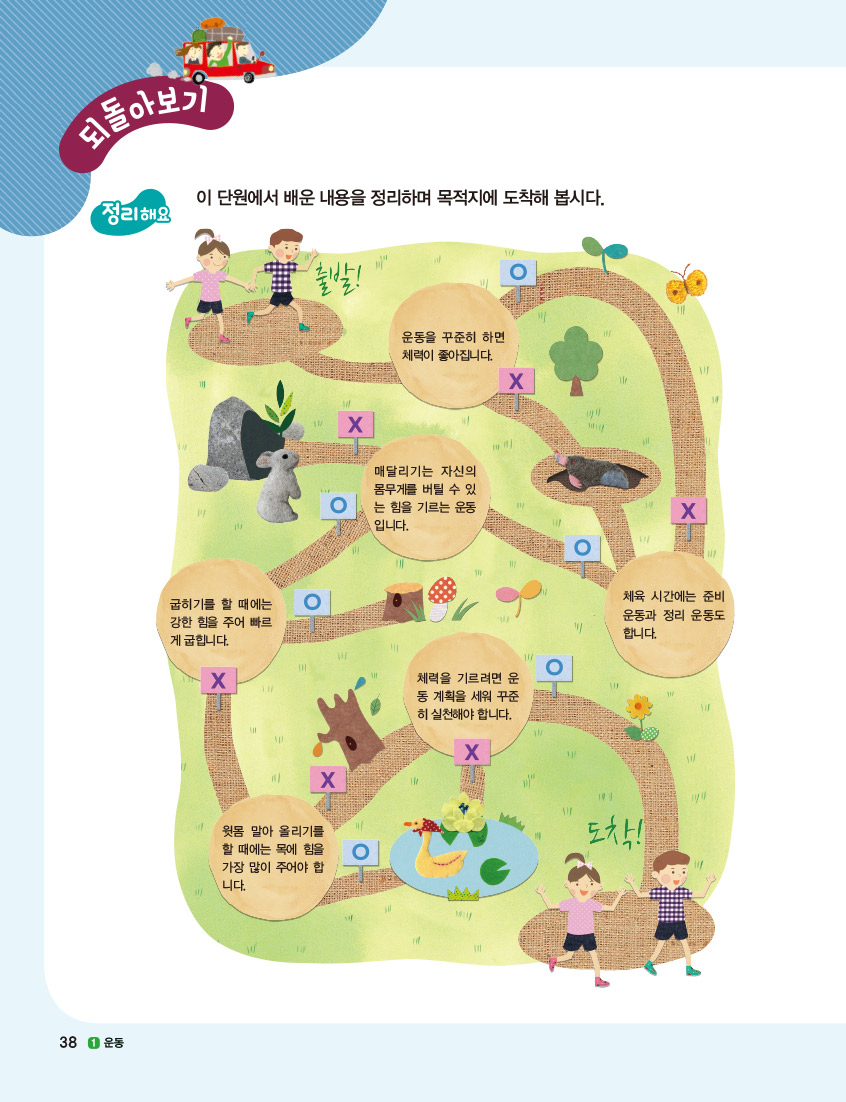 되돌아보기
정리해요
이 단원에서 배운 내용을 정리하며 목적지에 도착해 봅시다.
출발!
O
운동을 꾸준히 하면
체력이 좋아집니다.
X
X
매달리기는 자신의
몸무게를 버틸 수 있
는 힘을 기르는 운동
입니다.
O
X
O
체육 시간에는 준비
운동과 정리 운동도
합니다.
굽히기를 할 때에는
강한 힘을 주어 빠르
게 굽힙니다.
O
X
체력을 기르려면 운
동 계획을 세워 꾸준
히 실천해야 합니다.
O
X
X
윗몸 말아 올리기를
할 때에는 목에 힘을
가장 많이 주어야 합
니다.
O
도착!
38 1 운동